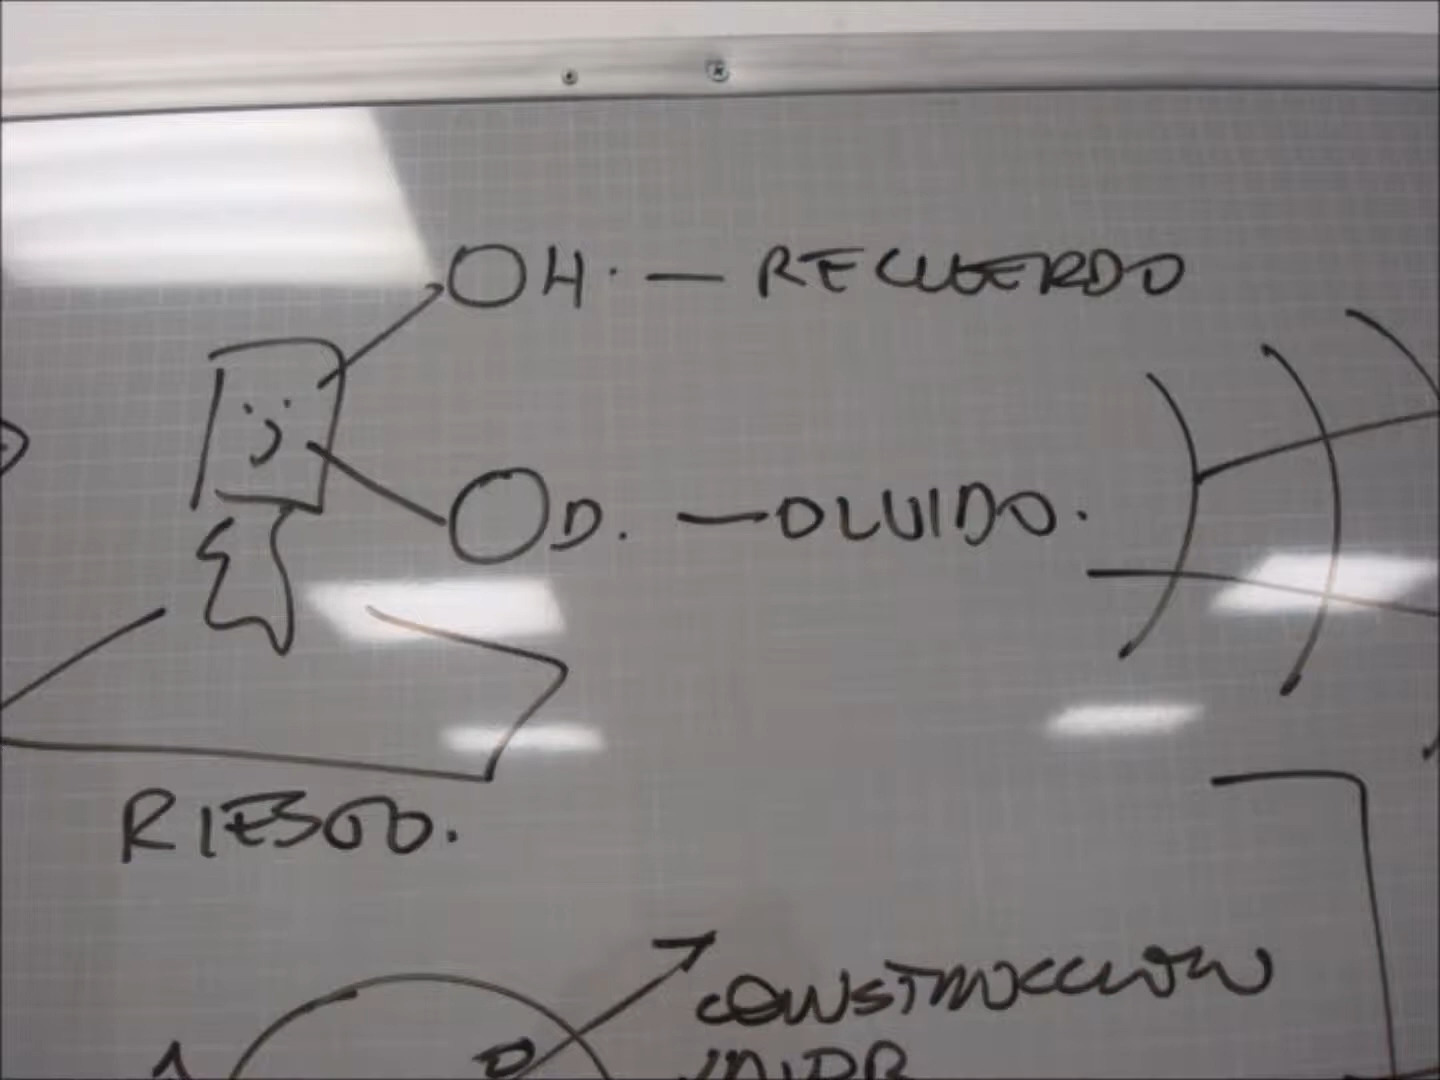 OH. — RECUERDO
OD. — OLVIDO.
RIESGO.
CONSTRUCCION